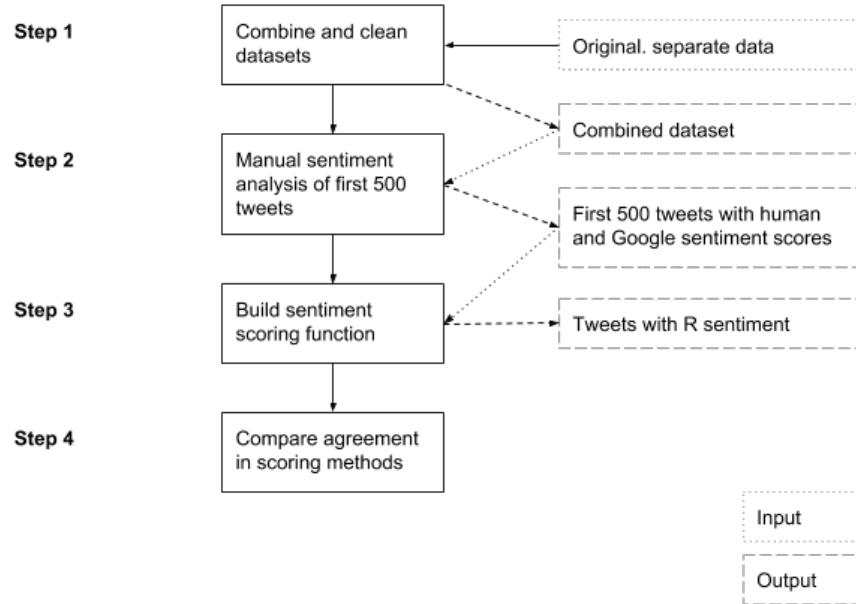 Step 1
Combine and clean
datasets
Original. separate data
Combined dataset
Step 2
Manual sentiment
analysis of first 500
tweets
First 500 tweets with human
and Google sentiment scores
Step 3
Build sentiment
scoring function
Tweets with R sentiment
Step 4
Compare agreement
in scoring methods
Input
Output